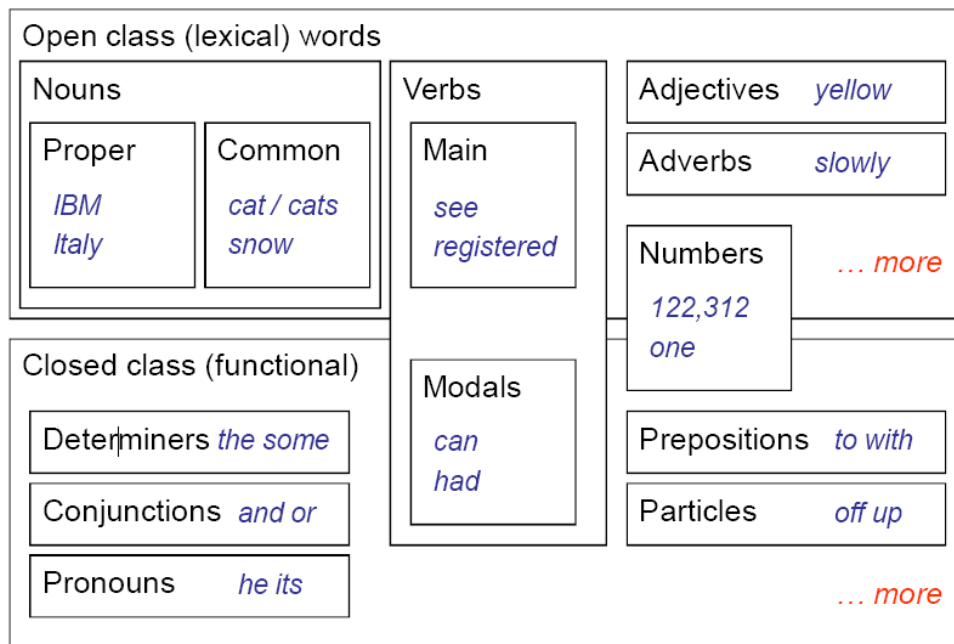 Open class (lexical) words
Nouns
Proper
IBM
Italy
Common
cat / cats
snow
Verbs
Main
see
registered
Adjectives yellow
Adverbs slowly
Numbers
122,312
one
… more
Closed class (functional)
Determiners the some
Conjunctions and or
Pronouns he its
Modals
can
had
Prepositions to with
Particles off up
… more